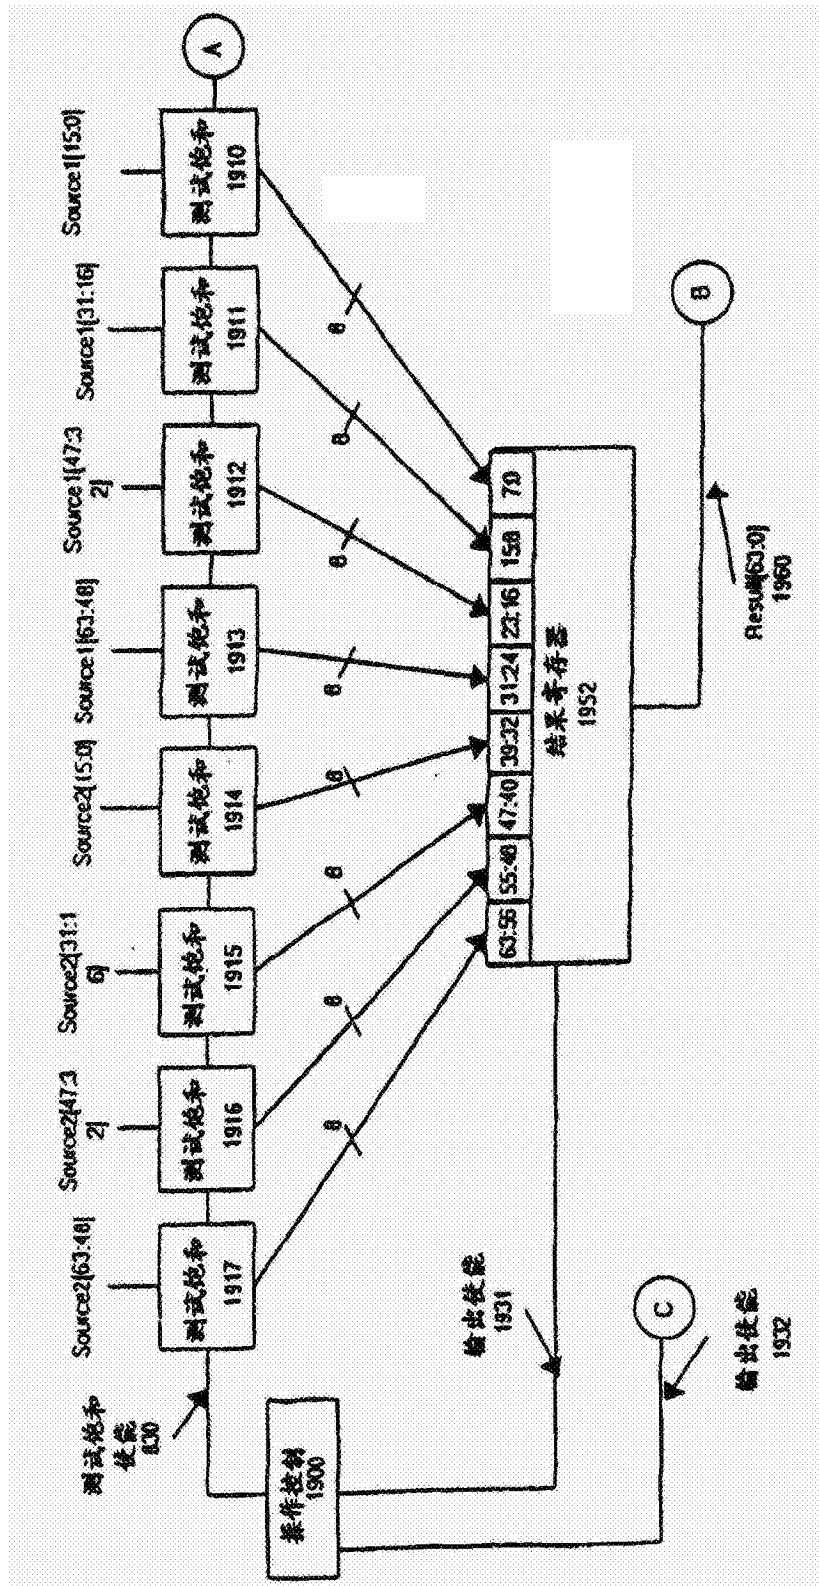 Source2[63:48]
Source2[47:3
2]
Source2[31:1
6]
Source2[15:0]
Source1[63:48]
Source1[47:3
2]
Source1[31:16]
Source1[15:0]
测试饱和
使能
830
测试饱和
1917
测试饱和
1916
测试饱和
1915
测试饱和
1914
测试饱和
1913
测试饱和
1912
测试饱和
1911
测试饱和
1910
A
操作控制
1900
8
8
8
8
8
8
8
8
输出使能
1931
63:56
55:48
47:40
39:32
31:24
23:16
15:8
7:0
结果寄存器
1952
C
B
输出使能
1932
Result[63:0]
1960